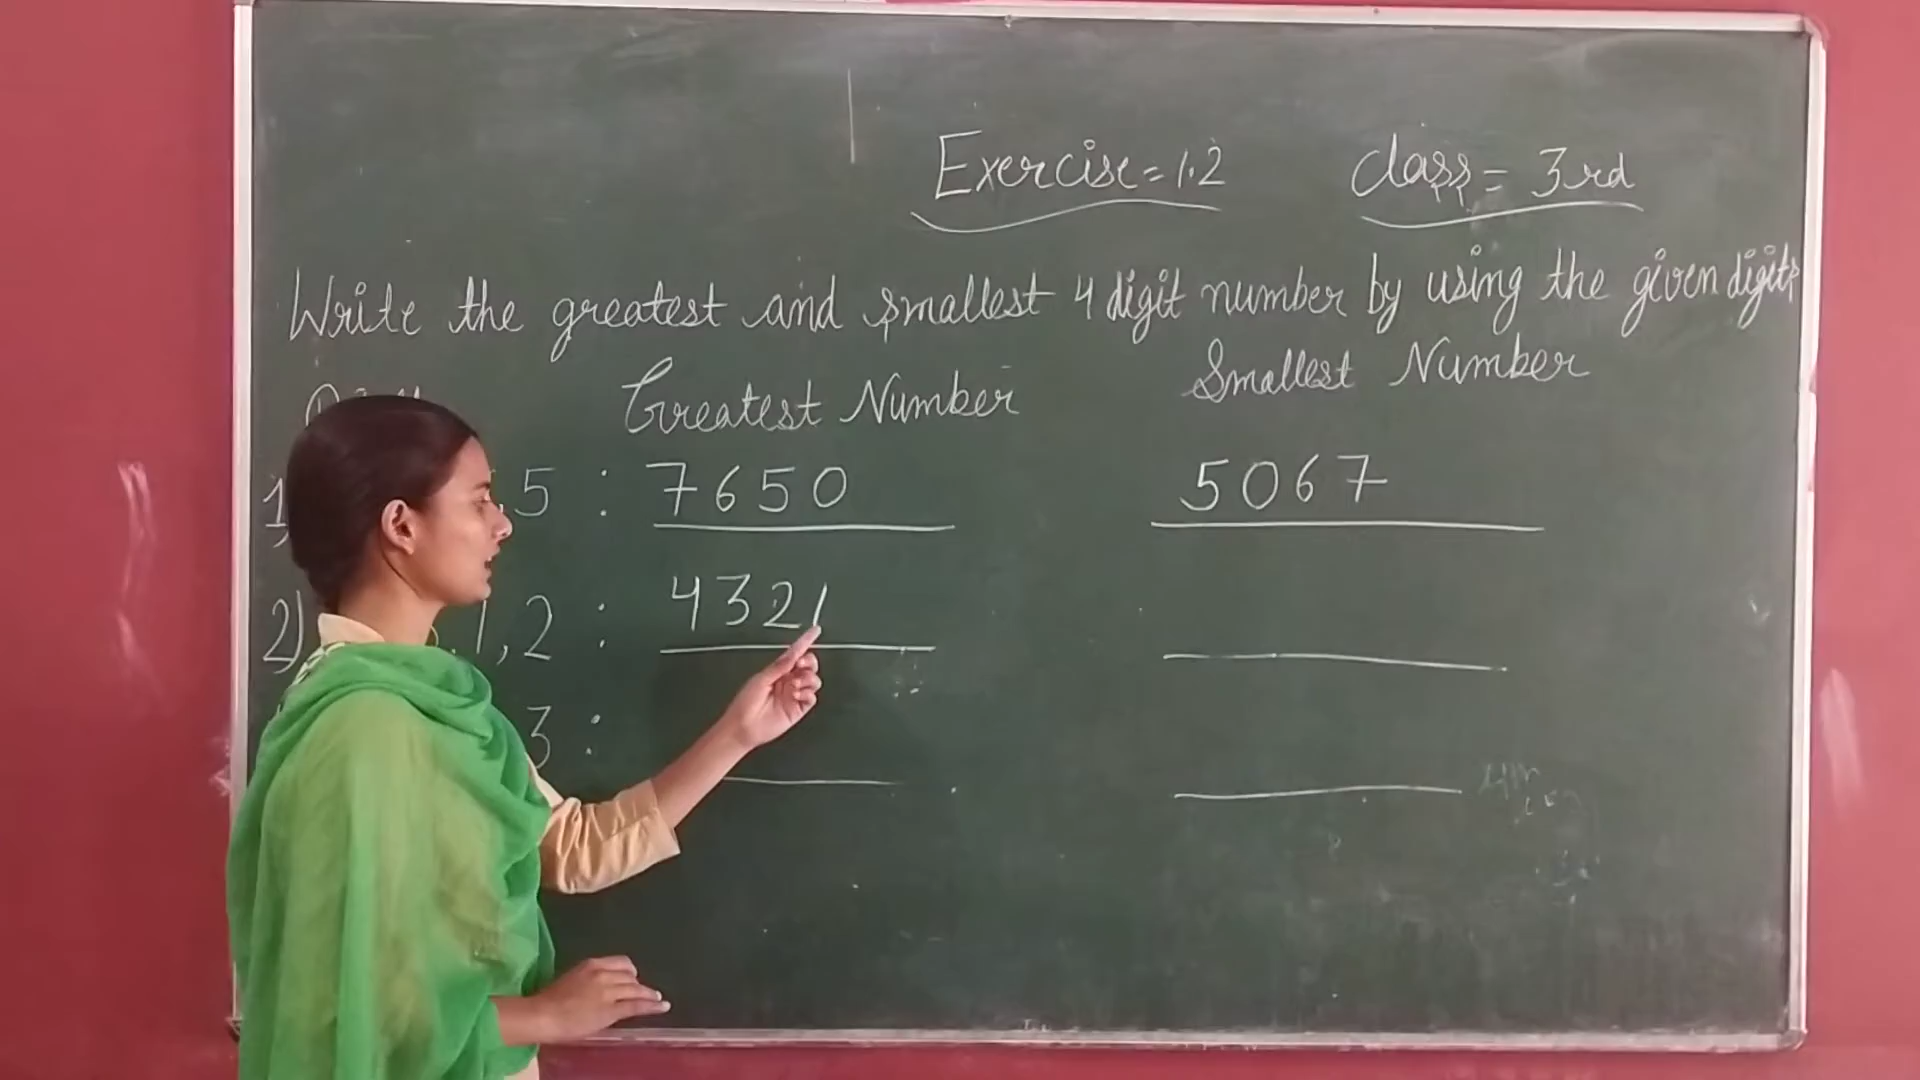 Exercise = 1.2 Class = 3rd
Write the greatest and smallest 4 digit number by using the given digits
Greatest Number Smallest Number
1) 5 : 7650 5067
2) 1, 2 : 4321
3 :